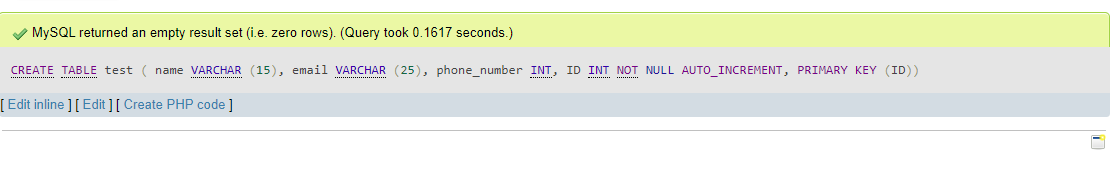 MySQL returned an empty result set (i.e. zero rows). (Query took 0.1617 seconds.)
CREATE TABLE test ( name VARCHAR (15), email VARCHAR (25), phone_number INT, ID INT NOT NULL AUTO_INCREMENT, PRIMARY KEY (ID))
[ Edit inline ] [ Edit ] [ Create PHP code ]